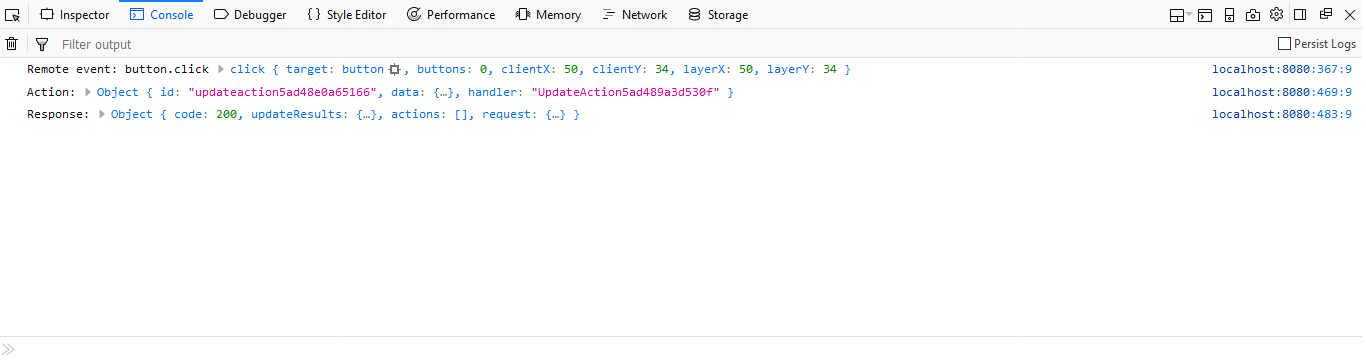 Inspector Console Debugger { } Style Editor Performance Memory Network Storage
Filter output Persist Logs
Remote event: button.click click { target: button, buttons: 0, clientX: 50, clientY: 34, layerX: 50, layerY: 34 } localhost:8080:367:9
Action: Object { id: "updateaction5ad48e0a65166", data: {…}, handler: "UpdateAction5ad489a3d530f" } localhost:8080:469:9
Response: Object { code: 200, updateResults: {…}, actions: [], request: {…} } localhost:8080:483:9